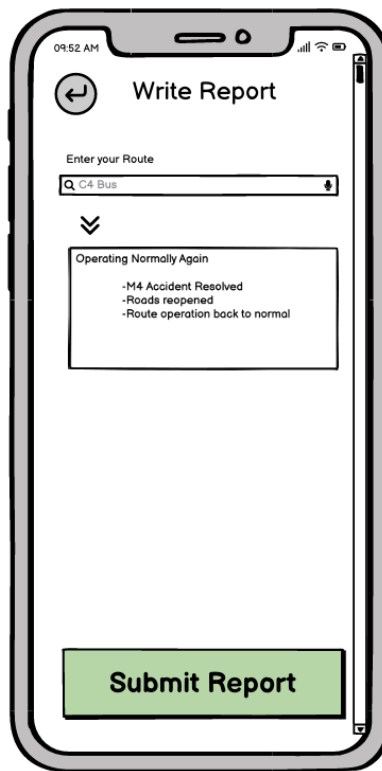 09:52 AM
Write Report
Enter your Route
C4 Bus
Operating Normally Again
-M4 Accident Resolved
-Roads reopened
-Route operation back to normal
Submit Report